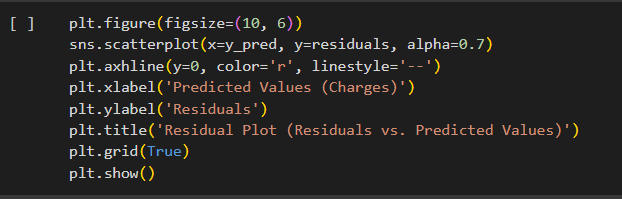 [ ] plt.figure(figsize=(10, 6))
sns.scatterplot(x=y_pred, y=residuals, alpha=0.7)
plt.axhline(y=0, color='r', linestyle='--')
plt.xlabel('Predicted Values (Charges)')
plt.ylabel('Residuals')
plt.title('Residual Plot (Residuals vs. Predicted Values)')
plt.grid(True)
plt.show()